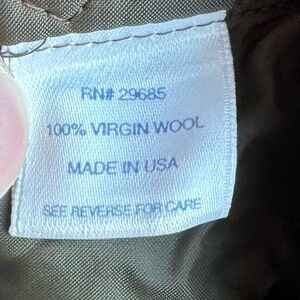 RN# 29685
100% VIRGIN WOOL
MADE IN USA
SEE REVERSE FOR CARE